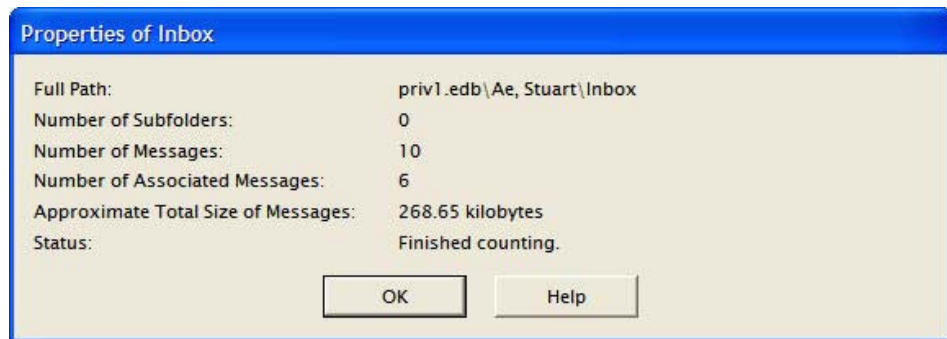 Properties of Inbox
Full Path: priv1.edb\Ae, Stuart\Inbox
Number of Subfolders: 0
Number of Messages: 10
Number of Associated Messages: 6
Approximate Total Size of Messages: 268.65 kilobytes
Status: Finished counting.
OK Help